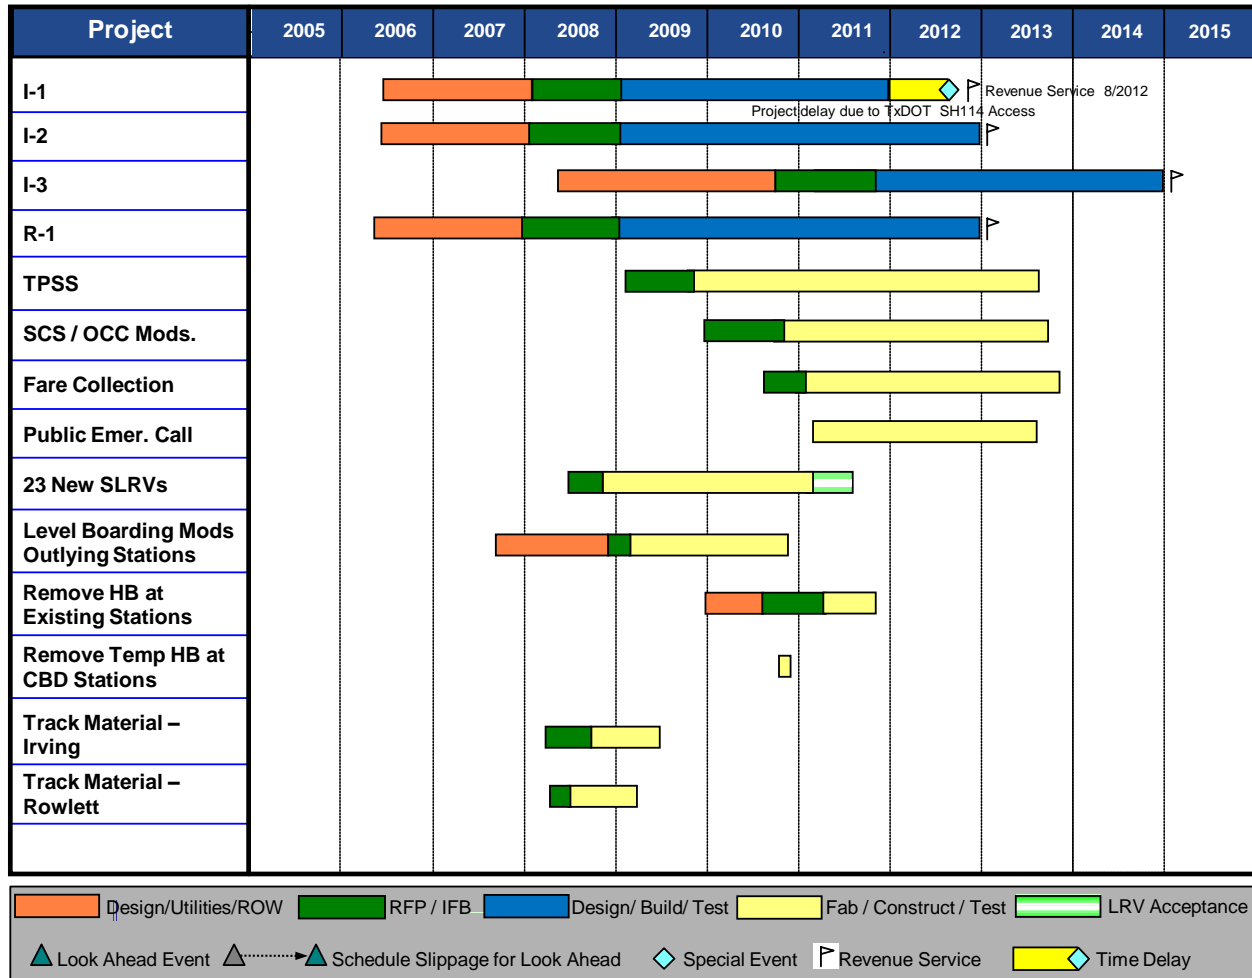 Project 2005 2006 2007 2008 2009 2010 2011 2012 2013 2014 2015
I-1
Revenue Service 8/2012
Project delay due to TxDOT SH114 Access
I-2
I-3
R-1
TPSS
SCS / OCC Mods.
Fare Collection
Public Emer. Call
23 New SLRVs
Level Boarding Mods
Outlying Stations
Remove HB at
Existing Stations
Remove Temp HB at
CBD Stations
Track Material –
Irving
Track Material –
Rowlett
Design/Utilities/ROW RFP / IFB Design/ Build/ Test Fab / Construct / Test LRV Acceptance
Look Ahead Event Schedule Slippage for Look Ahead Special Event Revenue Service Time Delay